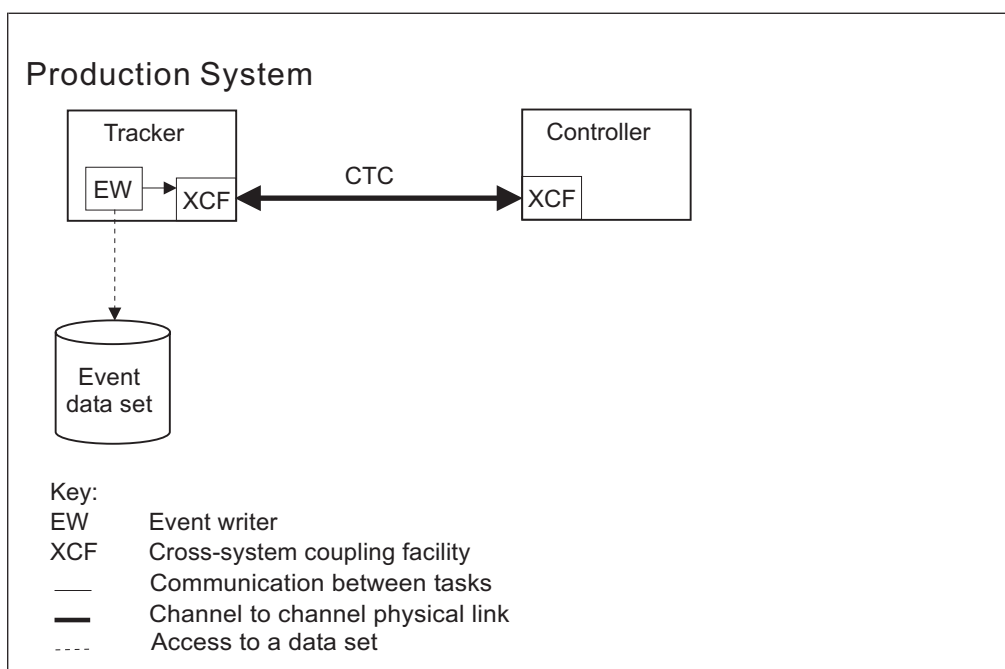 Production System
Tracker
Controller
EW
XCF
CTC
XCF
Event
data set
Key:
EW Event writer
XCF Cross-system coupling facility
Communication between tasks
Channel to channel physical link
Access to a data set